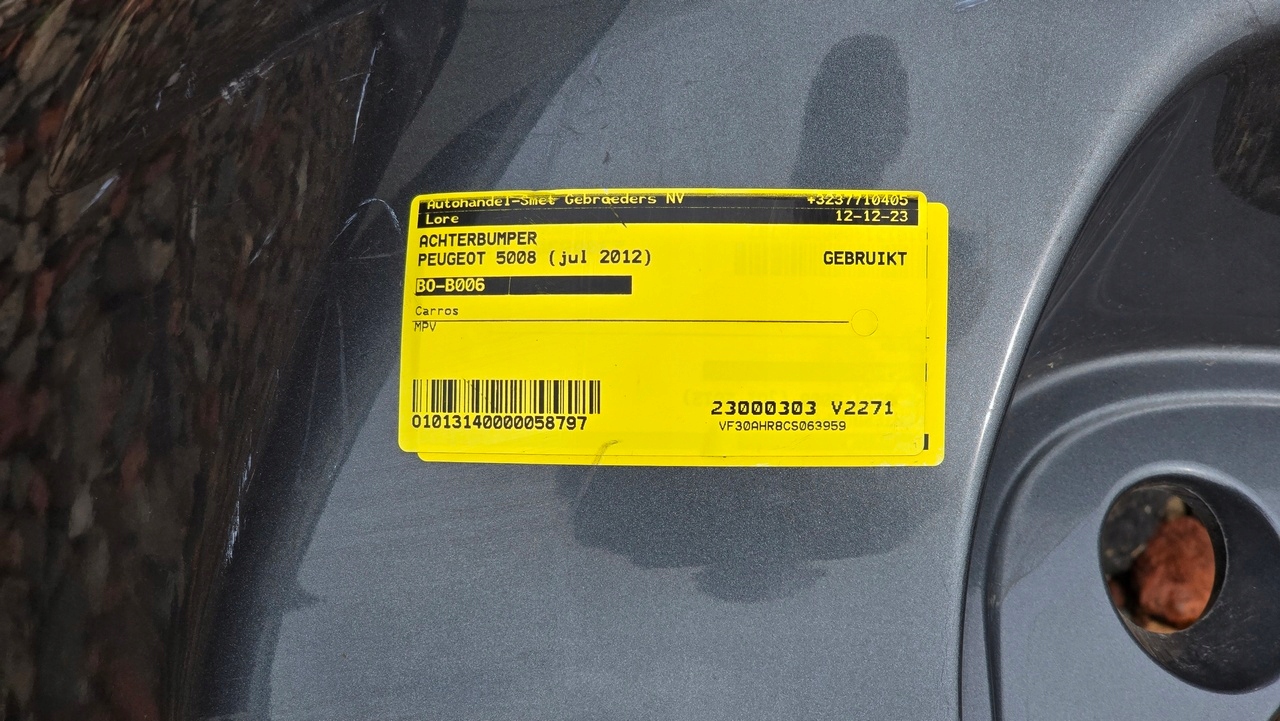 Autohandel-Smet Gebroeders NV +3237710405
Lore 12-12-23
ACHTERBUMPER
PEUGEOT 5008 (jul 2012) GEBRUIKT
BO-B006
Carros
MPV
01013140000058797 23000303 V2271
VF30AHR8CS063959